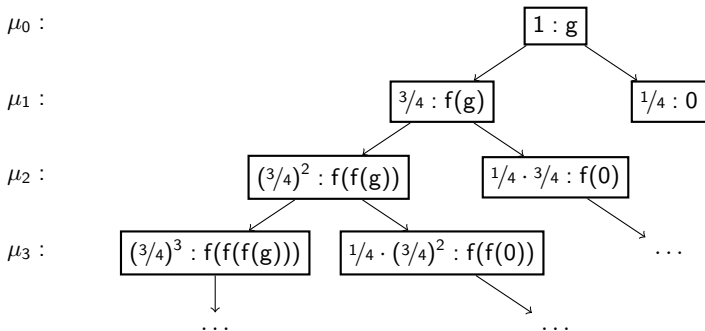 μ₀ : 1 : g
μ₁ : 3/4 : f(g) 1/4 : 0
μ₂ : (3/4)² : f(f(g)) 1/4 · 3/4 : f(0)
μ₃ : (3/4)³ : f(f(f(g))) 1/4 · (3/4)² : f(f(0)) ...
... ...